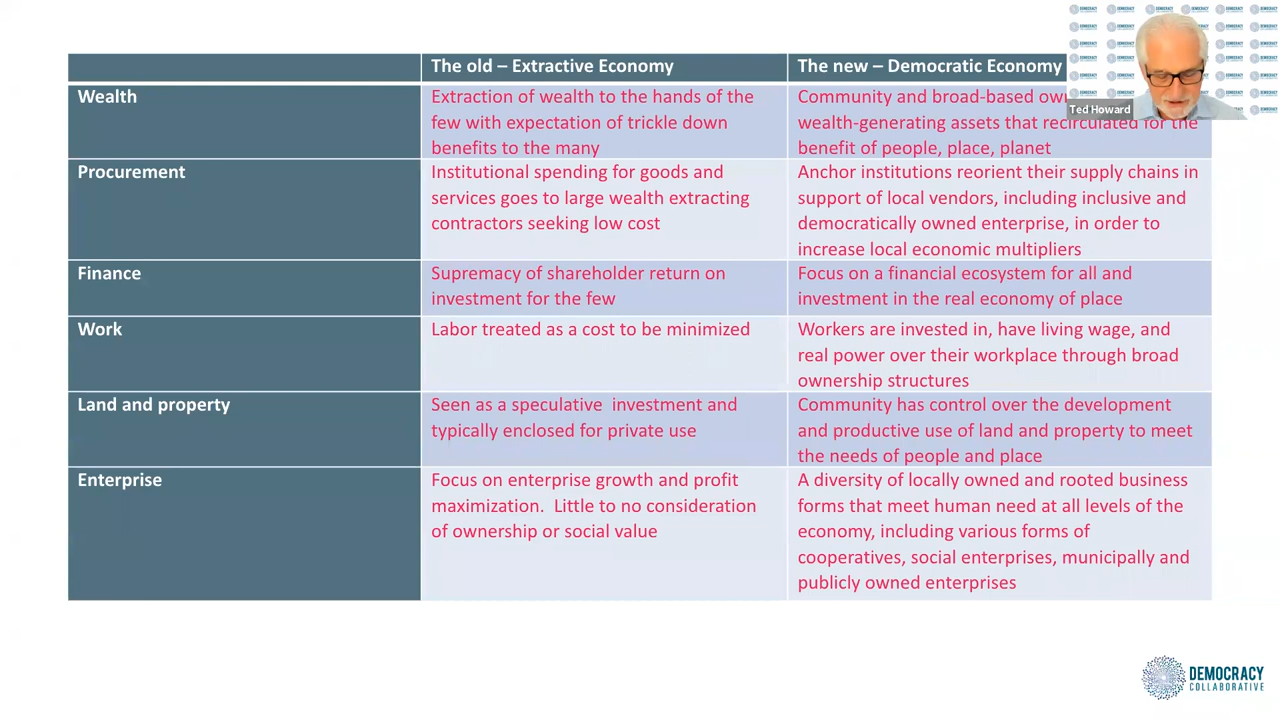 The old – Extractive Economy
The new – Democratic Economy
Wealth
Extraction of wealth to the hands of the
few with expectation of trickle down
benefits to the many
Community and broad-based
wealth-generating assets that recirculated for the
benefit of people, place, planet
Procurement
Institutional spending for goods and
services goes to large wealth extracting
contractors seeking low cost
Anchor institutions reorient their supply chains in
support of local vendors, including inclusive and
democratically owned enterprise, in order to
increase local economic multipliers
Finance
Supremacy of shareholder return on
investment for the few
Focus on a financial ecosystem for all and
investment in the real economy of place
Work
Labor treated as a cost to be minimized
Workers are invested in, have living wage, and
real power over their workplace through broad
ownership structures
Land and property
Seen as a speculative  investment and
typically enclosed for private use
Community has control over the development
and productive use of land and property to meet
the needs of people and place
Enterprise
Focus on enterprise growth and profit
maximization.  Little to no consideration
of ownership or social value
A diversity of locally owned and rooted business
forms that meet human need at all levels of the
economy, including various forms of
cooperatives, social enterprises, municipally and
publicly owned enterprises
Ted Howard
DEMOCRACY
COLLABORATIVE